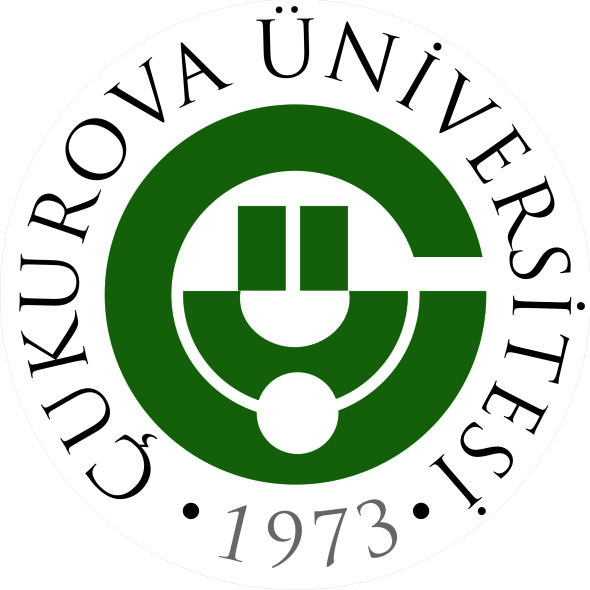 ÇUKUROVA ÜNİVERSİTESİ
• 1973 •